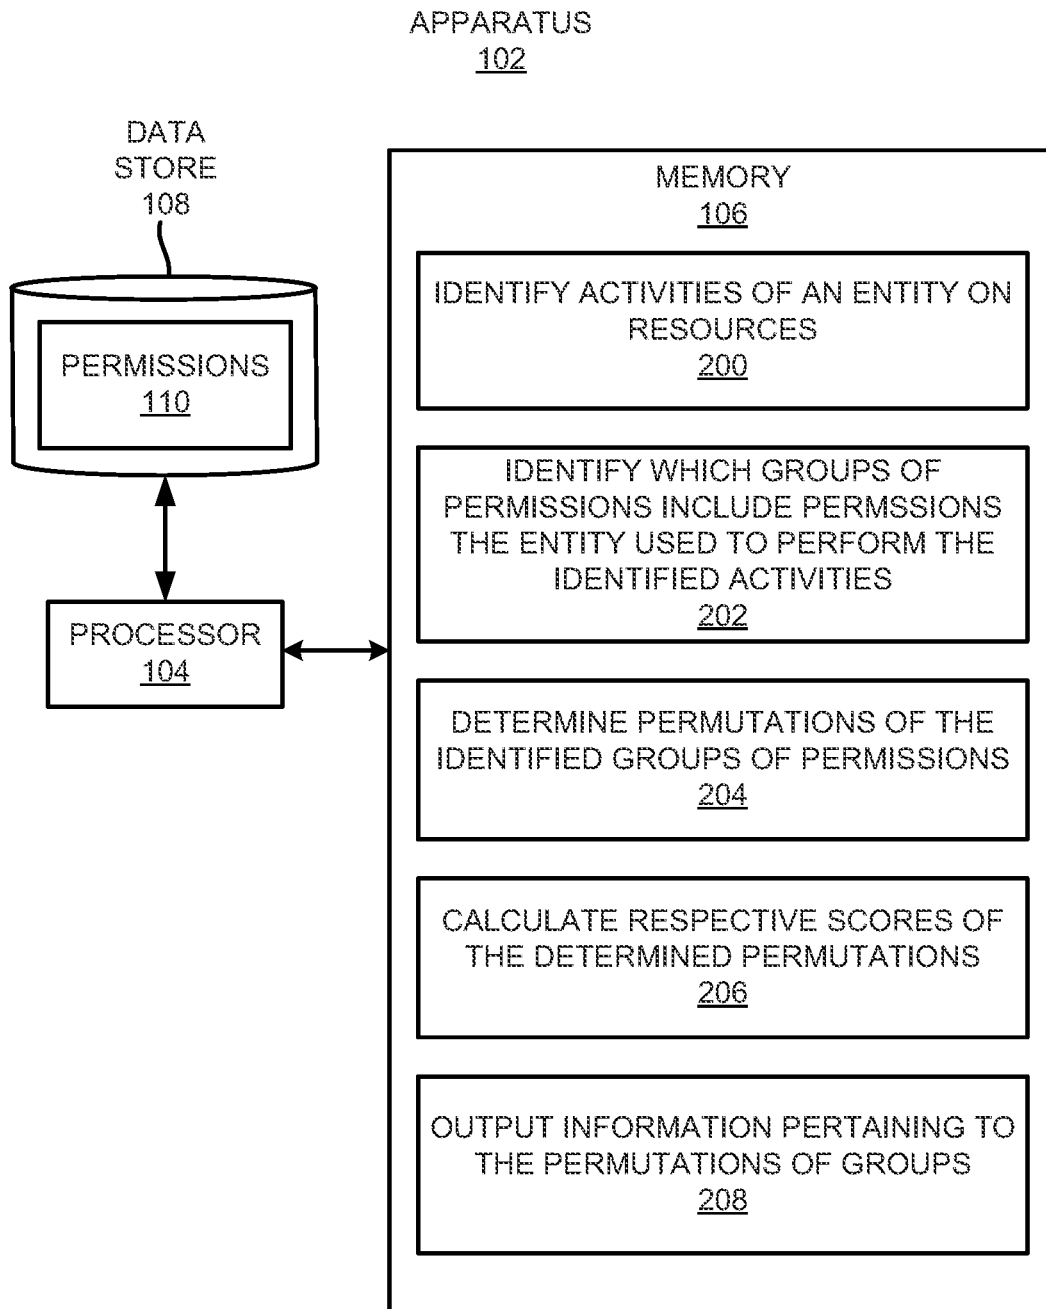 APPARATUS
102
DATA
STORE
108
PERMISSIONS
110
PROCESSOR
104
MEMORY
106
IDENTIFY ACTIVITIES OF AN ENTITY ON
RESOURCES
200
IDENTIFY WHICH GROUPS OF
PERMISSIONS INCLUDE PERMSSIONS
THE ENTITY USED TO PERFORM THE
IDENTIFIED ACTIVITIES
202
DETERMINE PERMUTATIONS OF THE
IDENTIFIED GROUPS OF PERMISSIONS
204
CALCULATE RESPECTIVE SCORES OF
THE DETERMINED PERMUTATIONS
206
OUTPUT INFORMATION PERTAINING TO
THE PERMUTATIONS OF GROUPS
208